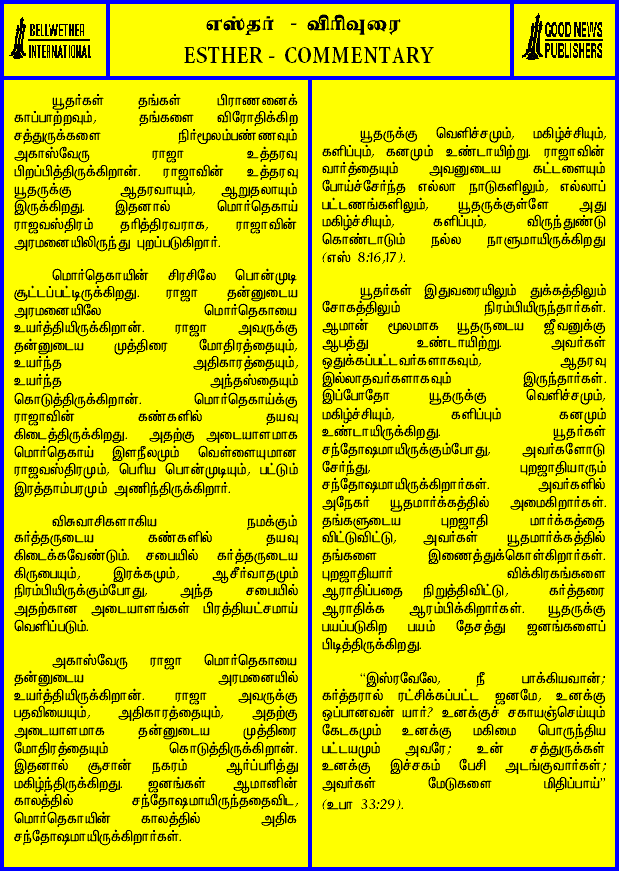 BELLWETHER
INTERNATIONAL
எஸ்தர் - விரிவுரை
ESTHER - COMMENTARY
GOOD NEWS
PUBLISHERS
யூதர்கள் தங்கள் பிராணனைக்
காப்பாற்றவும், தங்களை விரோதிக்கிற
சத்துருக்களை நிர்மூலம்பண்ணவும்
அகாஸ்வேரு ராஜா உத்தரவு
பிறப்பித்திருக்கிறான். ராஜாவின் உத்தரவு
யூதருக்கு ஆதரவாயும், ஆறுதலாயும்
இருக்கிறது. இதனால் மொர்தெகாய்
ராஜவஸ்திரம் தரித்திரவராக, ராஜாவின்
அரமனையிலிருந்து புறப்படுகிறார்.
மொர்தெகாயின் சிரசிலே பொன்முடி
சூட்டப்பட்டிருக்கிறது. ராஜா தன்னுடைய
அரமனையிலே மொர்தெகாயை
உயர்த்தியிருக்கிறான். ராஜா அவருக்கு
தன்னுடைய முத்திரை மோதிரத்தையும்,
உயர்ந்த அதிகாரத்தையும்,
உயர்ந்த அந்தஸ்தையும்
கொடுத்திருக்கிறான். மொர்தெகாய்க்கு
ராஜாவின் கண்களில் தயவு
கிடைத்திருக்கிறது. அதற்கு அடையாளமாக
மொர்தெகாய் இளநீலமும் வெள்ளையுமான
ராஜவஸ்திரமும், பெரிய பொன்முடியும், பட்டும்
இரத்தாம்பரமும் அணிந்திருக்கிறார்.
விசுவாசிகளாகிய நமக்கும்
கர்த்தருடைய கண்களில் தயவு
கிடைக்கவேண்டும். சபையில் கர்த்தருடைய
கிருபையும், இரக்கமும், ஆசீர்வாதமும்
நிரம்பியிருக்கும்போது, அந்த சபையில்
அதற்கான அடையாளங்கள் பிரத்தியட்சமாய்
வெளிப்படும்.
அகாஸ்வேரு ராஜா மொர்தெகாயை
தன்னுடைய அரமனையில்
உயர்த்தியிருக்கிறான். ராஜா அவருக்கு
பதவியையும், அதிகாரத்தையும், அதற்கு
அடையாளமாக தன்னுடைய முத்திரை
மோதிரத்தையும் கொடுத்திருக்கிறான்.
இதனால் சூசான் நகரம் ஆர்ப்பரித்து
மகிழ்ந்திருக்கிறது. ஜனங்கள் ஆமானின்
காலத்தில் சந்தோஷமாயிருந்ததைவிட,
மொர்தெகாயின் காலத்தில் அதிக
சந்தோஷமாயிருக்கிறார்கள்.
யூதருக்கு வெளிச்சமும், மகிழ்ச்சியும்,
களிப்பும், கனமும் உண்டாயிற்று. ராஜாவின்
வார்த்தையும் அவனுடைய கட்டளையும்
போய்ச்சேர்ந்த எல்லா நாடுகளிலும், எல்லாப்
பட்டணங்களிலும், யூதருக்குள்ளே அது
மகிழ்ச்சியும், களிப்பும், விருந்துண்டு
கொண்டாடும் நல்ல நாளுமாயிருக்கிறது
(எஸ் 8:16,17).
யூதர்கள் இதுவரையிலும் துக்கத்திலும்
சோகத்திலும் நிரம்பியிருந்தார்கள்.
ஆமான் மூலமாக யூதருடைய ஜீவனுக்கு
ஆபத்து உண்டாயிற்று. அவர்கள்
ஒதுக்கப்பட்டவர்களாகவும், ஆதரவு
இல்லாதவர்களாகவும் இருந்தார்கள்.
இப்போதோ யூதருக்கு வெளிச்சமும்,
மகிழ்ச்சியும், களிப்பும் கனமும்
உண்டாயிருக்கிறது. யூதர்கள்
சந்தோஷமாயிருக்கும்போது, அவர்களோடு
சேர்ந்து, புறஜாதியாரும்
சந்தோஷமாயிருக்கிறார்கள். அவர்களில்
அநேகர் யூதமார்க்கத்தில் அமைகிறார்கள்.
தங்களுடைய புறஜாதி மார்க்கத்தை
விட்டுவிட்டு, அவர்கள் யூதமார்க்கத்தில்
தங்களை இணைத்துக்கொள்கிறார்கள்.
புறஜாதியார் விக்கிரகங்களை
ஆராதிப்பதை நிறுத்திவிட்டு, கர்த்தரை
ஆராதிக்க ஆரம்பிக்கிறார்கள். யூதருக்கு
பயப்படுகிற பயம் தேசத்து ஜனங்களைப்
பிடித்திருக்கிறது.
"இஸ்ரவேலே, நீ பாக்கியவான்;
கர்த்தரால் ரட்சிக்கப்பட்ட ஜனமே, உனக்கு
ஒப்பானவன் யார்? உனக்குச் சகாயஞ்செய்யும்
கேடகமும் உனக்கு மகிமை பொருந்திய
பட்டயமும் அவரே; உன் சத்துருக்கள்
உனக்கு இச்சகம் பேசி அடங்குவார்கள்;
அவர்கள் மேடுகளை மிதிப்பாய்"
(உபா 33:29).